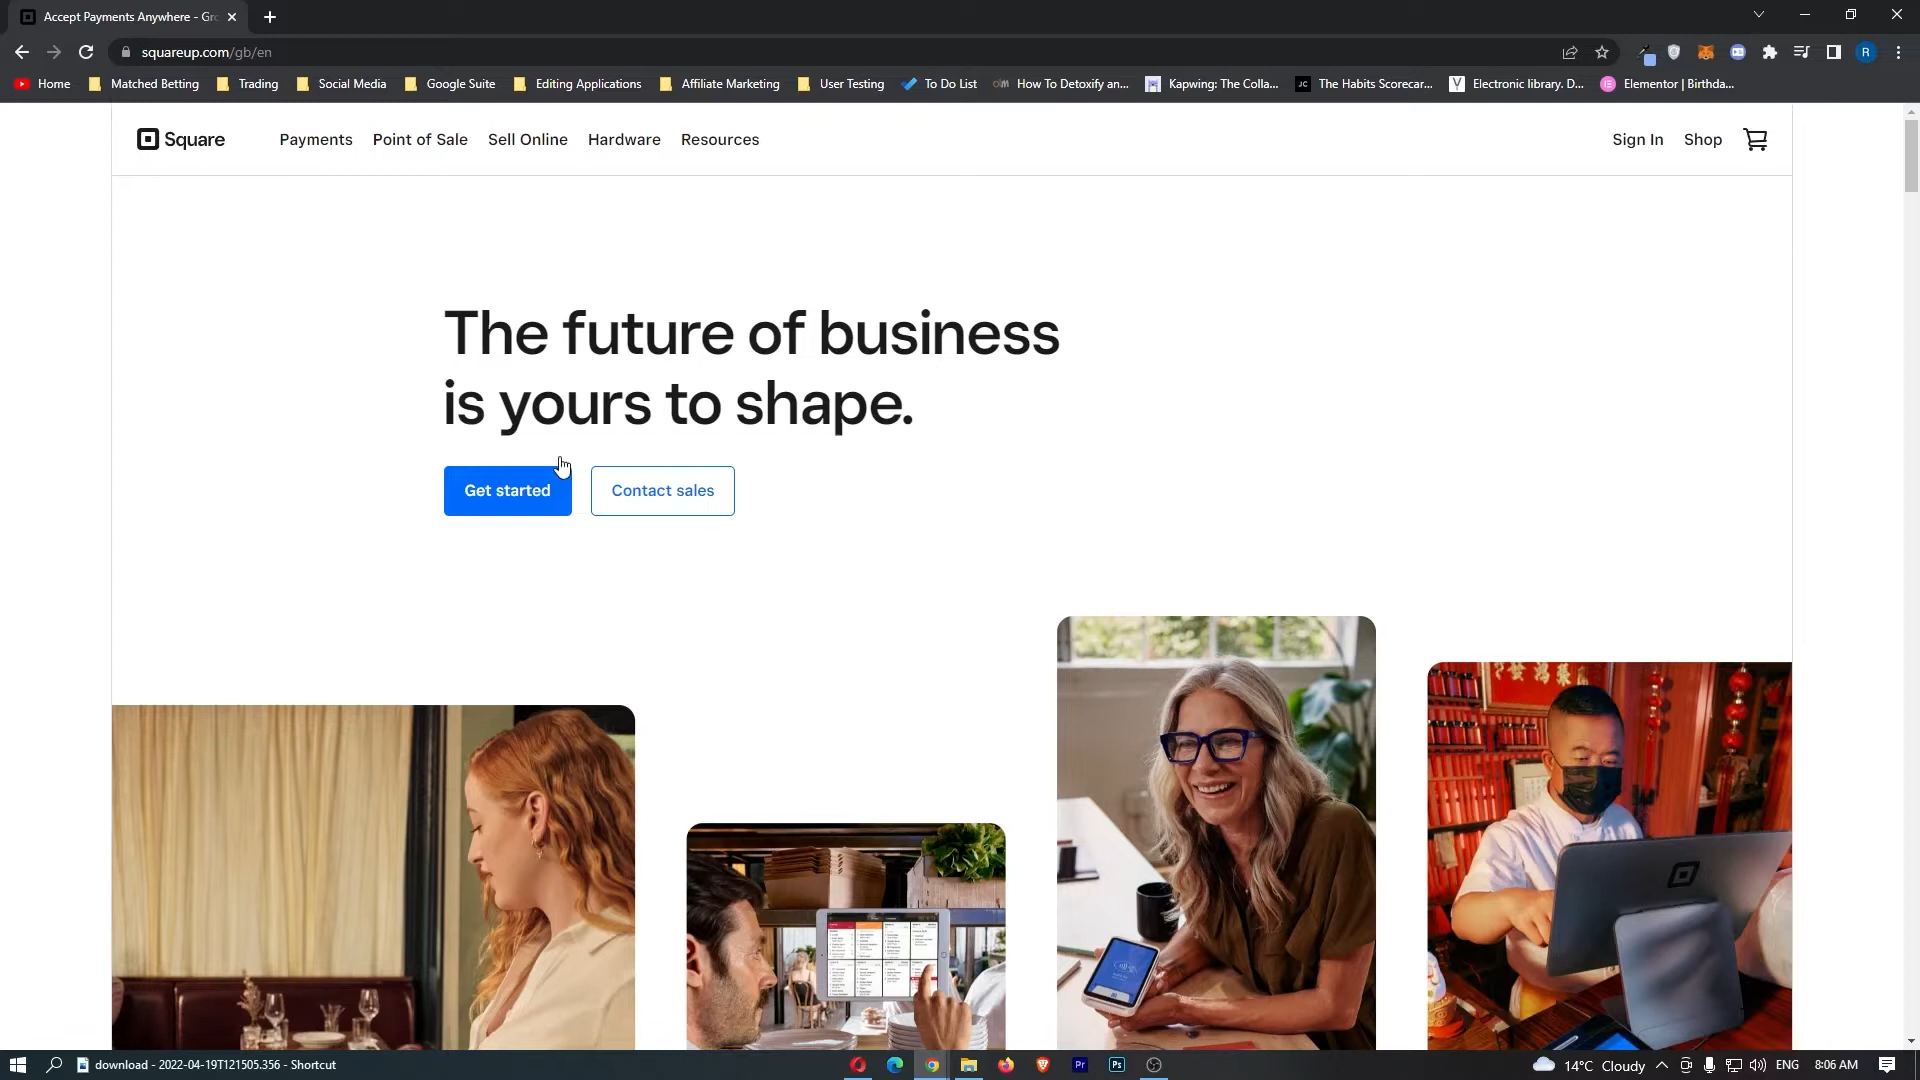 Accept Payments Anywhere - Gr
squareup.com/gb/en
R
Home
Matched Betting
Trading
Social Media
Google Suite
Editing Applications
Affiliate Marketing
User Testing
To Do List
How To Detoxify an...
Kapwing: The Colla...
JC
The Habits Scorecar...
V
Electronic library. D...
Elementor | Birthda...
Square
Payments
Point of Sale
Sell Online
Hardware
Resources
Sign In
Shop
The future of business
is yours to shape.
Get started
Contact sales
download - 2022-04-19T121505.356 - Shortcut
Pr
Ps
14°C Cloudy
ENG
8:06 AM